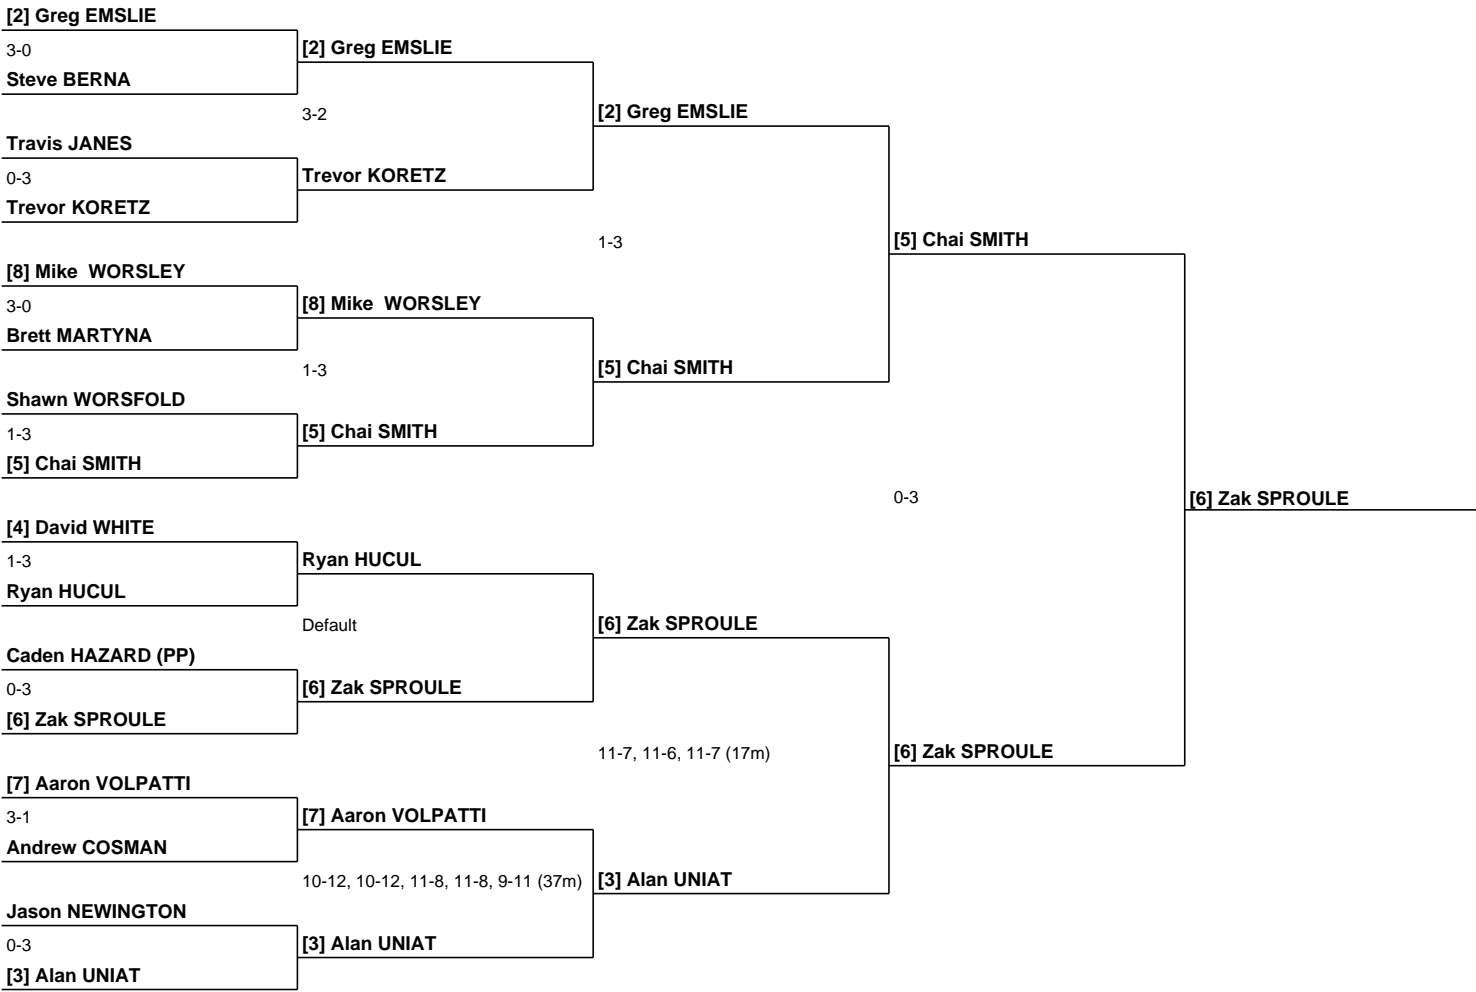 [2] Greg EMSLIE
3-0
Steve BERNA
Travis JANES
0-3
Trevor KORETZ
[8] Mike  WORSLEY
3-0
Brett MARTYNA
Shawn WORSFOLD
1-3
[5] Chai SMITH
[4] David WHITE
1-3
Ryan HUCUL
Caden HAZARD (PP)
0-3
[6] Zak SPROULE
[7] Aaron VOLPATTI
3-1
Andrew COSMAN
Jason NEWINGTON
0-3
[3] Alan UNIAT
[2] Greg EMSLIE
3-2
Trevor KORETZ
[8] Mike  WORSLEY
1-3
[5] Chai SMITH
Ryan HUCUL
Default
[6] Zak SPROULE
[7] Aaron VOLPATTI
10-12, 10-12, 11-8, 11-8, 9-11 (37m)
[3] Alan UNIAT
[2] Greg EMSLIE
1-3
[5] Chai SMITH
[6] Zak SPROULE
11-7, 11-6, 11-7 (17m)
[3] Alan UNIAT
[5] Chai SMITH
0-3
[6] Zak SPROULE
[6] Zak SPROULE